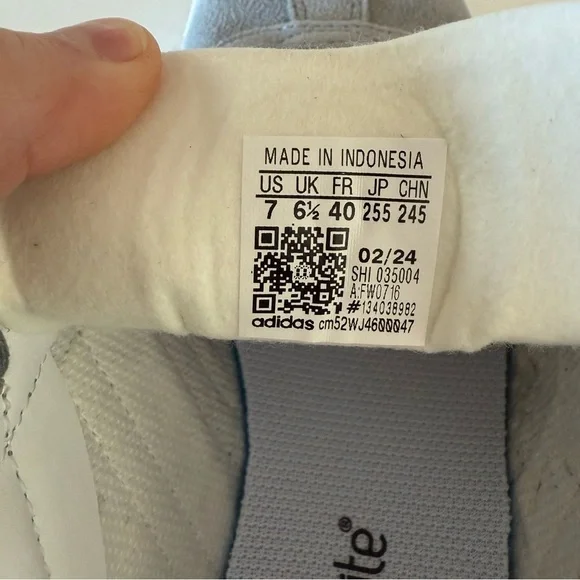 MADE IN INDONESIA
US UK FR JP CHN
7 6½ 40 255 245
02/24
SHI 035004
A:FW0716
#134038982
adidas cm52WJ4600047
ite®